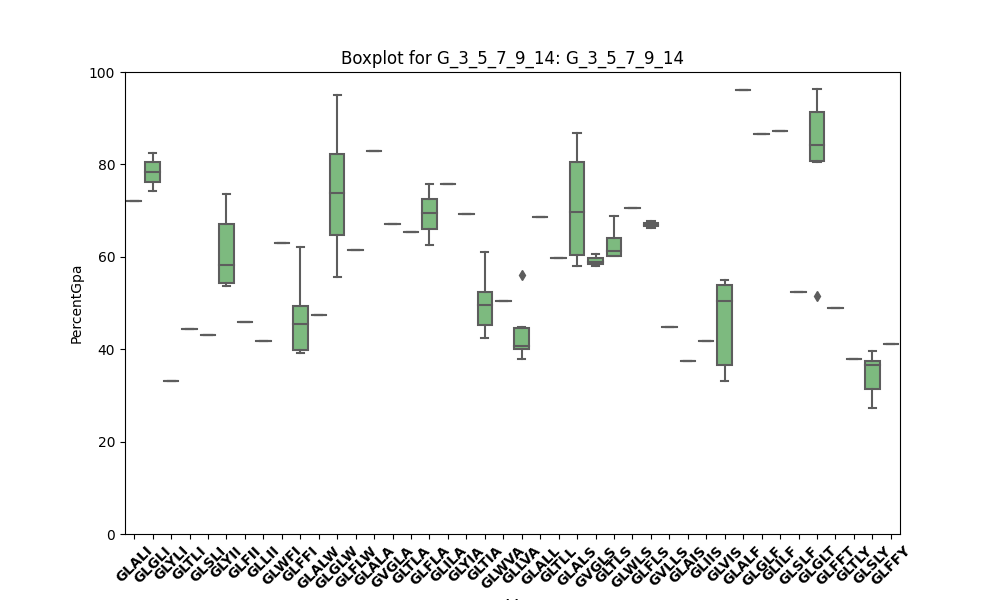 Boxplot for G_3_5_7_9_14: G_3_5_7_9_14
PercentGpa
100
80
60
40
20
0
GLALI
GLGLI
GLYLI
GLTLI
GLSLI
GLYII
GLFII
GLLII
GLWFI
GLFFI
GLALW
GLGLW
GLFLW
GLALA
GVGLA
GLTLA
GLFLA
GLILA
GLYIA
GLTIA
GLWVA
GLLVA
GLALL
GLTLL
GLALS
GVGLS
GLTLS
GLWLS
GLFLS
GVLLS
GLAIS
GLIIS
GLVIS
GLALF
GLGLF
GLILF
GLSLF
GLGLT
GLFFT
GLTLY
GLSLY
GLFFY